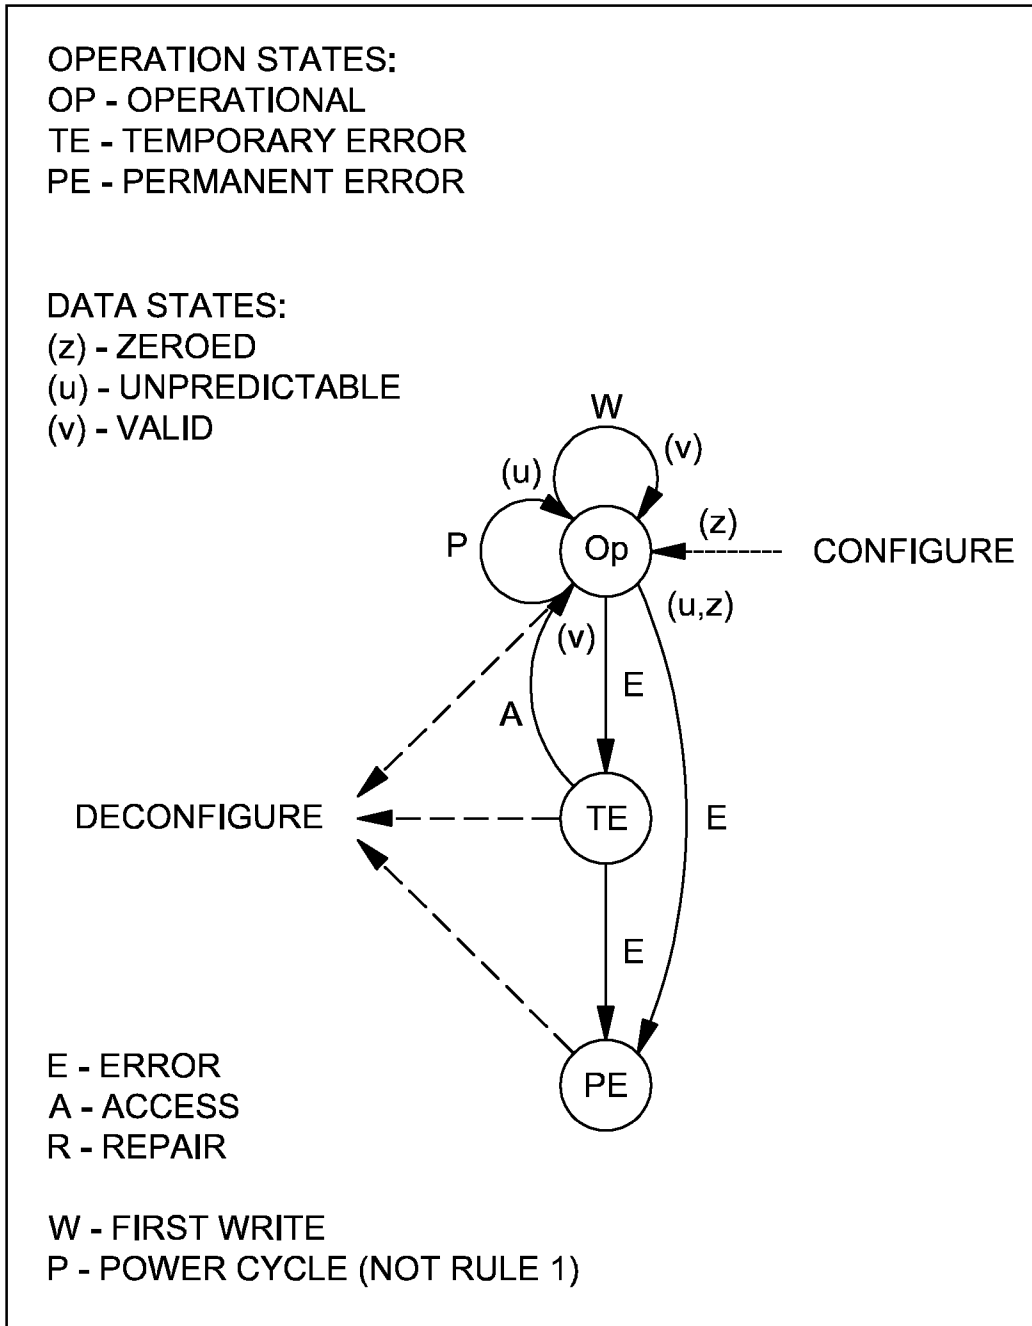 OPERATION STATES:
OP - OPERATIONAL
TE - TEMPORARY ERROR
PE - PERMANENT ERROR
DATA STATES:
(z) - ZEROED
(u) - UNPREDICTABLE
(v) - VALID
W
(v)
(u)
P
Op
(z)
CONFIGURE
(u,z)
(v)
E
A
DECONFIGURE
TE
E
E
PE
E - ERROR
A - ACCESS
R - REPAIR
W - FIRST WRITE
P - POWER CYCLE (NOT RULE 1)